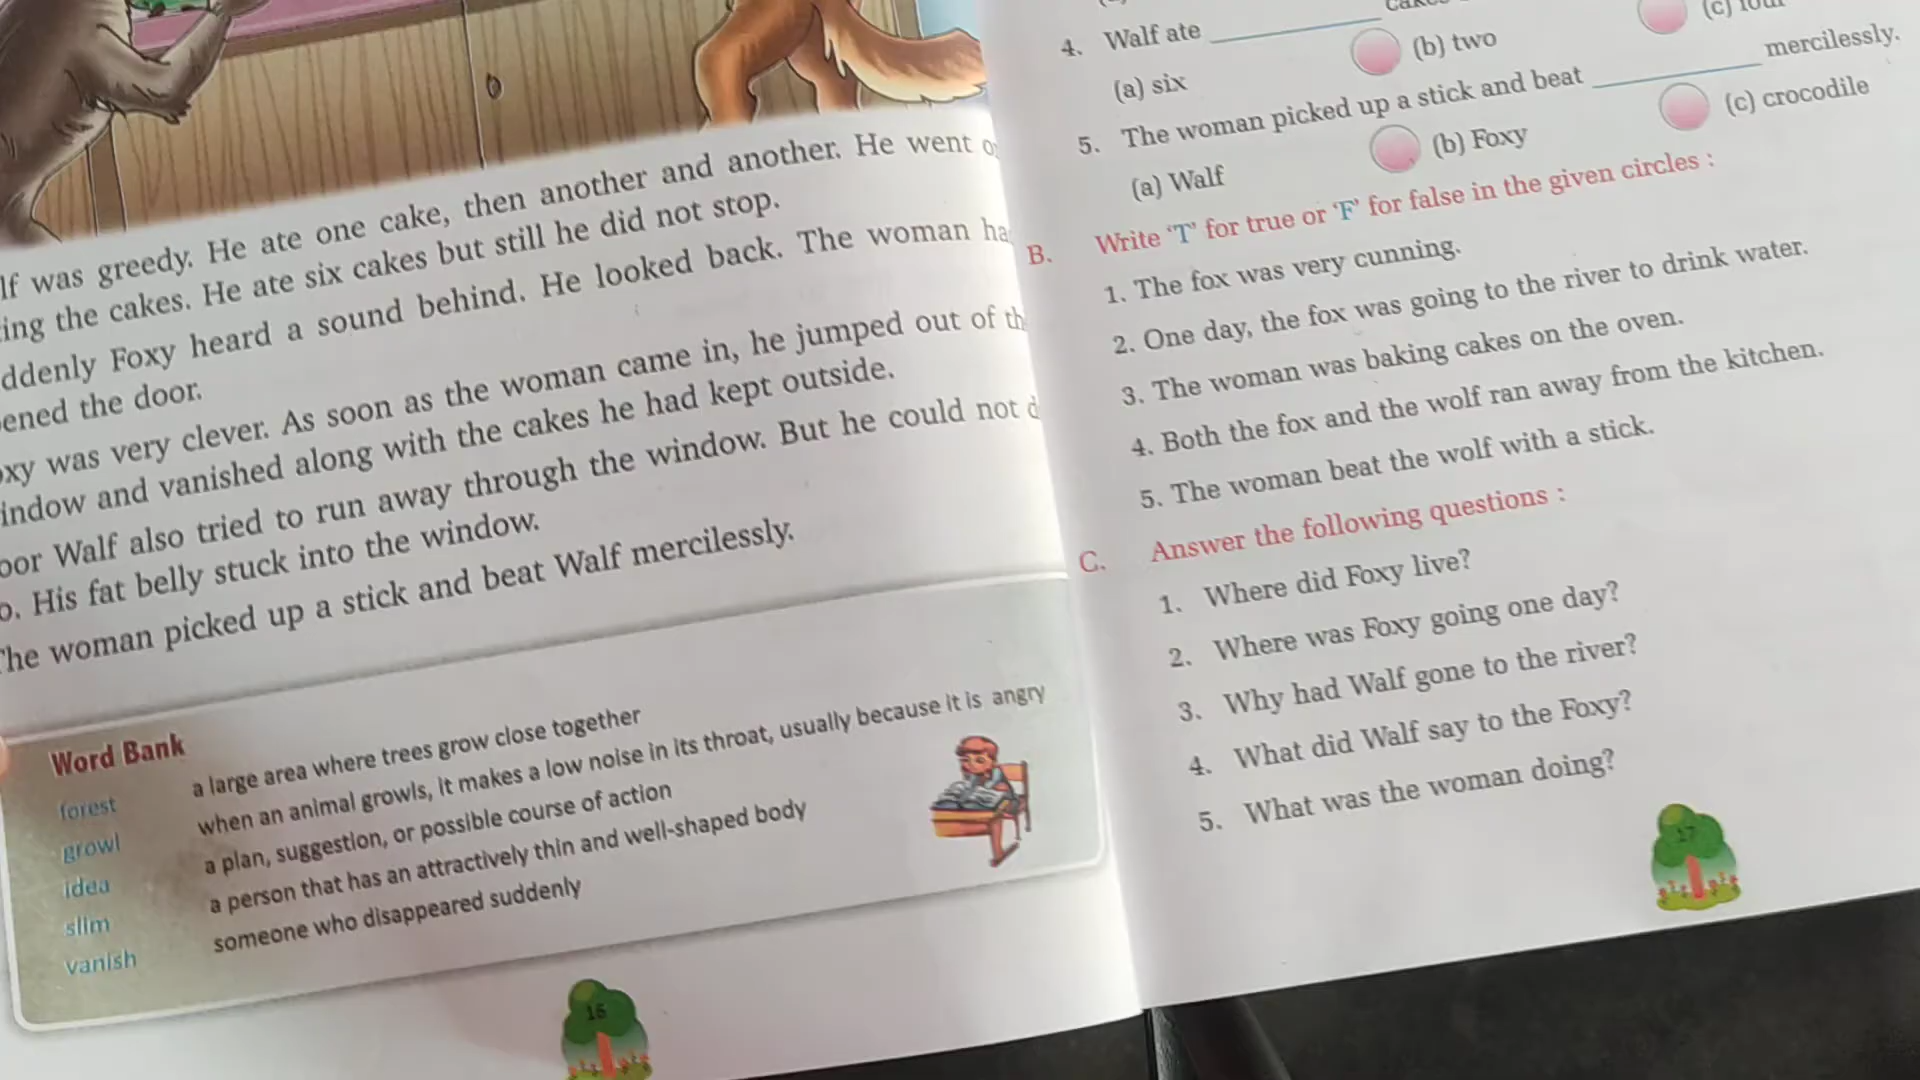 lf was greedy. He ate one cake, then another and another. He went o
ing the cakes. He ate six cakes but still he did not stop.
ddenly Foxy heard a sound behind. He looked back. The woman ha
ened the door.
oxy was very clever. As soon as the woman came in, he jumped out of th
indow and vanished along with the cakes he had kept outside.
oor Walf also tried to run away through the window. But he could not d
o. His fat belly stuck into the window.
The woman picked up a stick and beat Walf mercilessly.
Word Bank
forest a large area where trees grow close together
growl when an animal growls, it makes a low noise in its throat, usually because it is angry
idea a plan, suggestion, or possible course of action
slim a person that has an attractively thin and well-shaped body
vanish someone who disappeared suddenly
16
4. Walf ate
(a) six (b) two (c)
5. The woman picked up a stick and beat mercilessly.
(a) Walf (b) Foxy (c) crocodile
B. Write ‘T’ for true or ‘F’ for false in the given circles :
1. The fox was very cunning.
2. One day, the fox was going to the river to drink water.
3. The woman was baking cakes on the oven.
4. Both the fox and the wolf ran away from the kitchen.
5. The woman beat the wolf with a stick.
C. Answer the following questions :
1. Where did Foxy live?
2. Where was Foxy going one day?
3. Why had Walf gone to the river?
4. What did Walf say to the Foxy?
5. What was the woman doing?
17